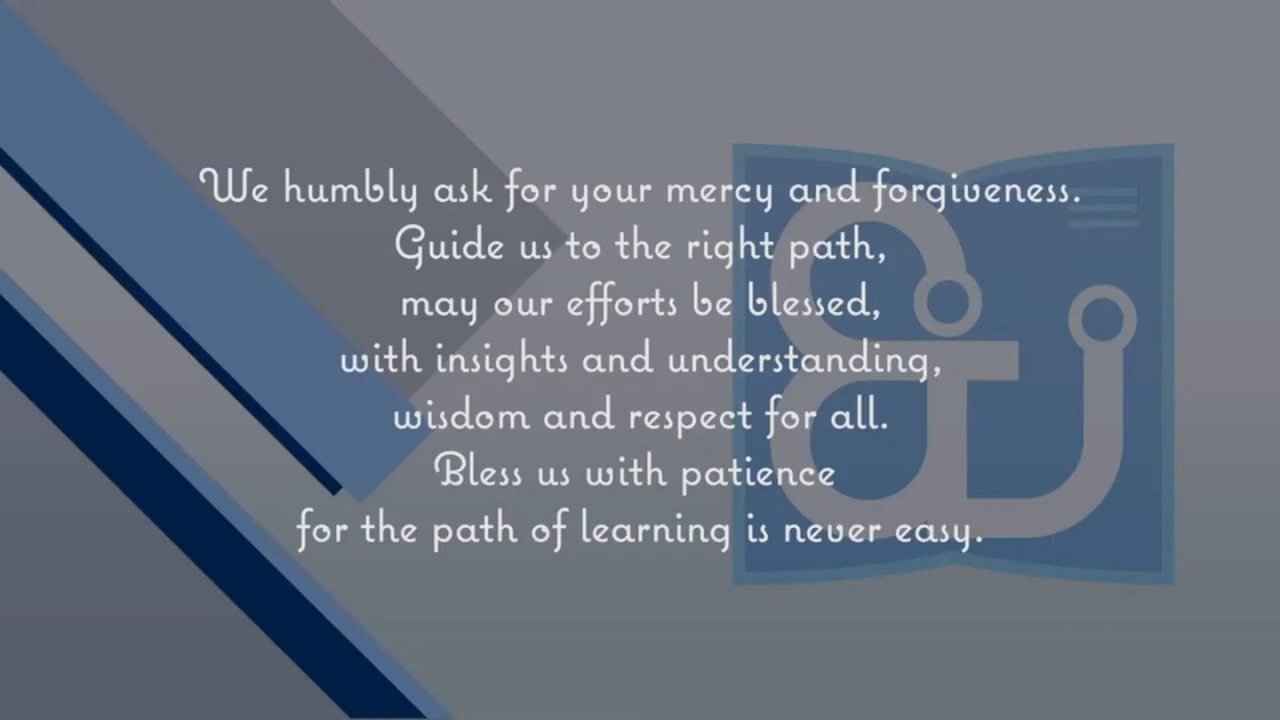 We humbly ask for your mercy and forgiveness.
Guide us to the right path,
may our efforts be blessed,
with insights and understanding,
wisdom and respect for all.
Bless us with patience
for the path of learning is never easy.